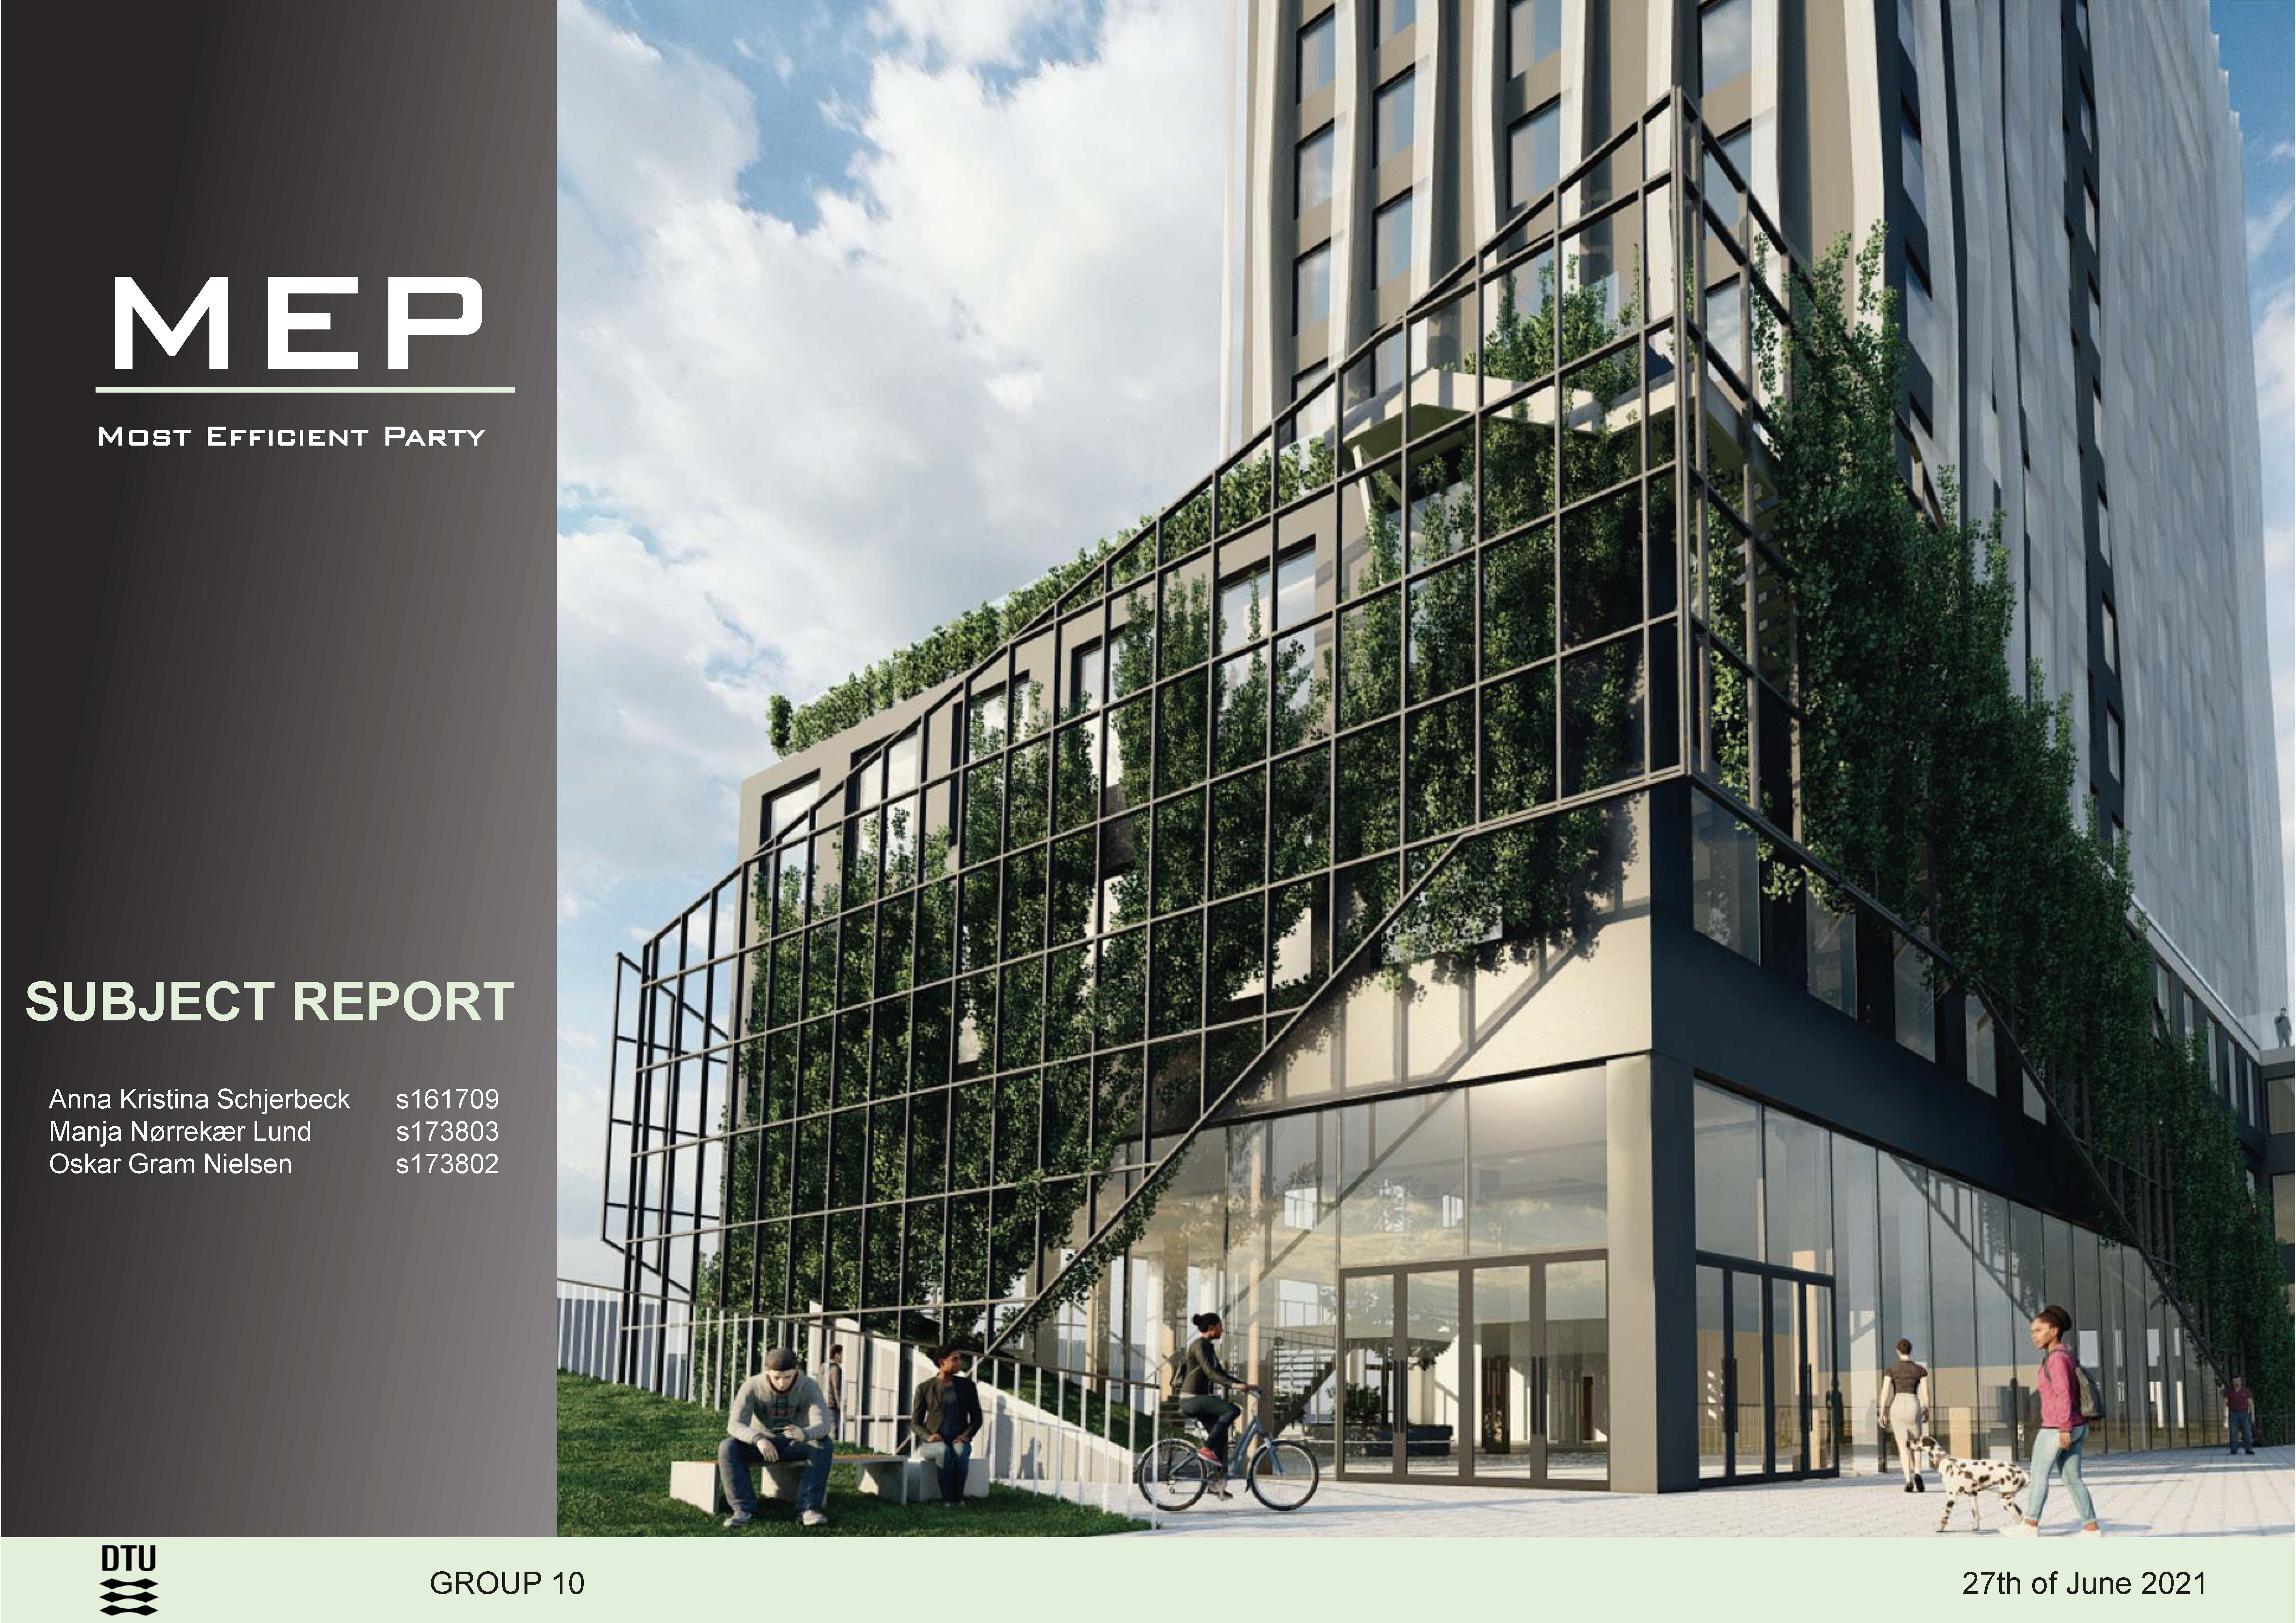 MEP
MOST EFFICIENT PARTY
SUBJECT REPORT
Anna Kristina Schjerbeck s161709
Manja Nørrekær Lund s173803
Oskar Gram Nielsen s173802
DTU
GROUP 10
27th of June 2021